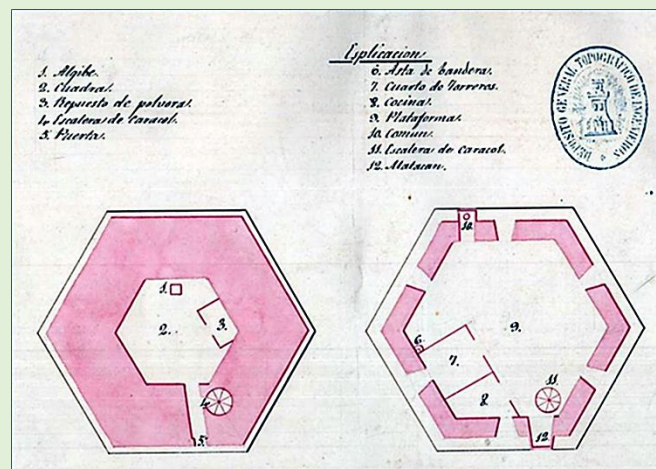 Esplicacion
1. Algibe.
2. Cuadra.
3. Repuesto de polvora.
4. Escalera de Caracol.
5. Puerta.
6. Asta de bandera.
7. Cuarto de Torreros.
8. Cocina.
9. Plataforma.
10. Comun.
11. Escalera de Caracol.
12. Matacan.
DEPÓSITO GENERAL TOPOGRÁFICO DE INGENIEROS
1.
2.
3.
4.
5.
10.
6.
7.
8
9.
11.
12.